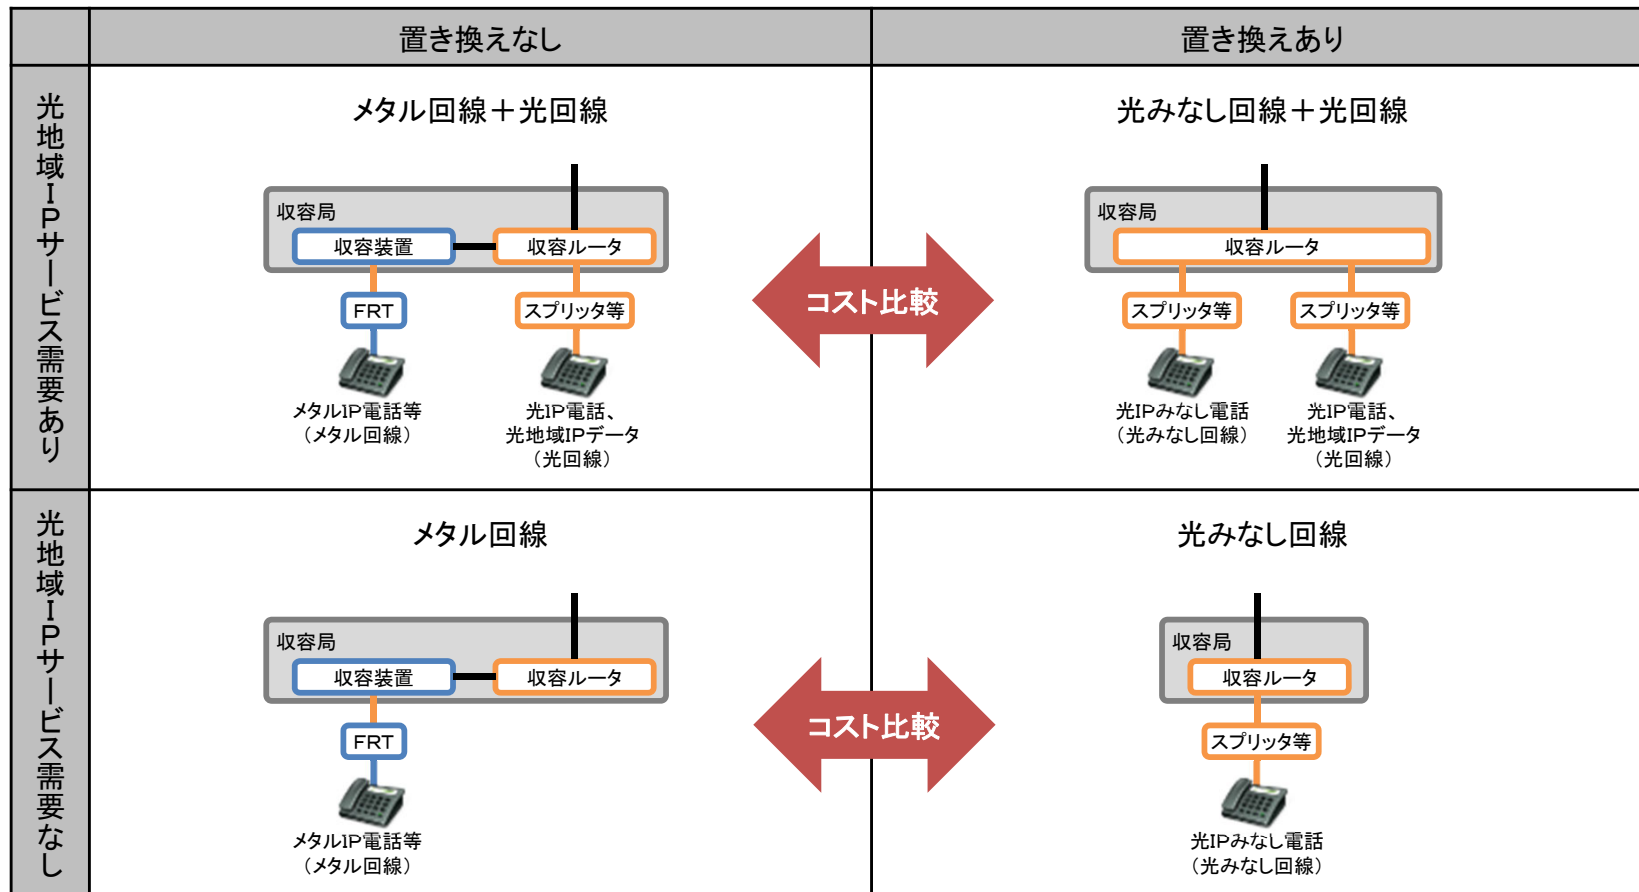 置き換えなし
置き換えあり
光地域IPサービス需要あり
メタル回線＋光回線
収容局
収容装置
収容ルータ
FRT
スプリッタ等
メタルIP電話等
（メタル回線）
光IP電話、
光地域IPデータ
（光回線）
コスト比較
光みなし回線＋光回線
収容局
収容ルータ
スプリッタ等
スプリッタ等
光IPみなし電話
（光みなし回線）
光IP電話、
光地域IPデータ
（光回線）
光地域IPサービス需要なし
メタル回線
収容局
収容装置
収容ルータ
FRT
メタルIP電話等
（メタル回線）
コスト比較
光みなし回線
収容局
収容ルータ
スプリッタ等
光IPみなし電話
（光みなし回線）